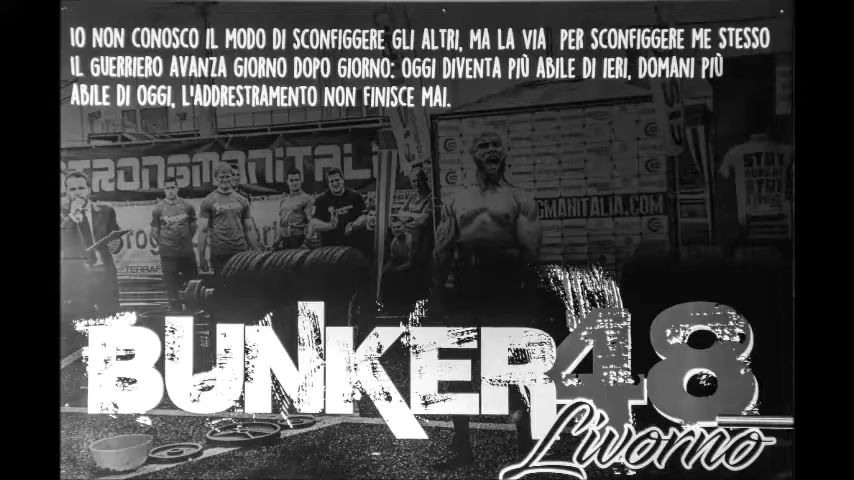 IO NON CONOSCO IL MODO DI SCONFIGGERE GLI ALTRI, MA LA VIA PER SCONFIGGERE ME STESSO
IL GUERRIERO AVANZA GIORNO DOPO GIORNO: OGGI DIVENTA PIÙ ABILE DI IERI, DOMANI PIÙ
ABILE DI OGGI, L'ADDRESTRAMENTO NON FINISCE MAI.
STRONGMANITALI
GMANITALIA.COM
STAY
BUNKER48
Livorno